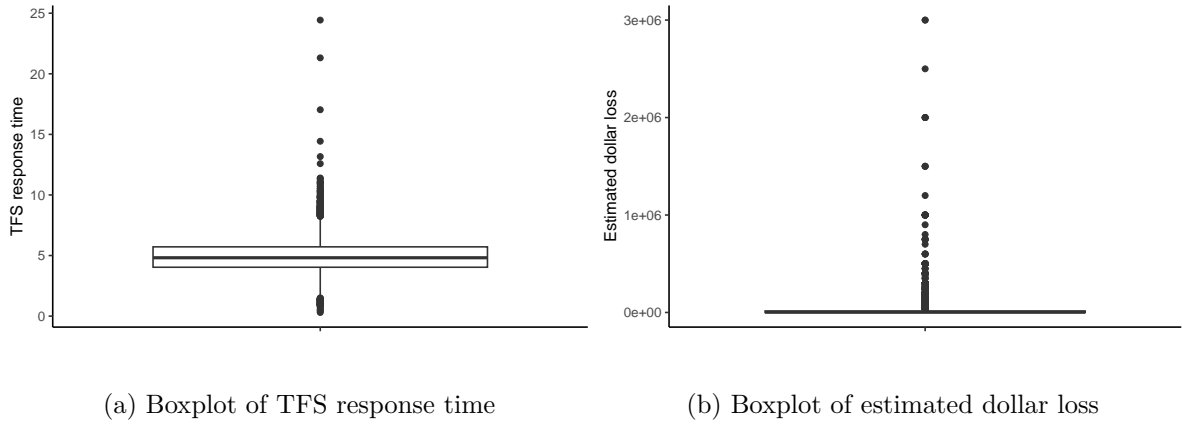 25
20
15
10
5
0
TFS response time
3e+06
2e+06
1e+06
0e+00
Estimated dollar loss
(a) Boxplot of TFS response time
(b) Boxplot of estimated dollar loss